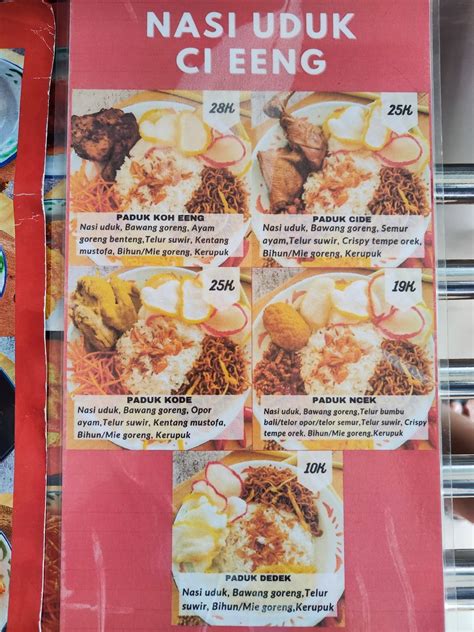 NASI UDUK
CI EENG
28K
PADUK KOH EENG
Nasi uduk, Bawang goreng, Ayam
goreng benteng,Telur suwir, Kentang
mustofa, Bihun/Mie goreng, Kerupuk
25K
PADUK CIDE
Nasi uduk, Bawang goreng, Semur
ayam,Telur suwir, Crispy tempe orek,
Bihun/Mie goreng, Kerupuk
25K
PADUK KODE
Nasi uduk, Bawang goreng, Opor
ayam,Telur suwir, Kentang mustofa,
Bihun/Mie goreng,Kerupuk
19K
PADUK NCEK
Nasi uduk, Bawang goreng,Telur bumbu
bali/telor opor/telor semur,Telur suwir, Crispy
tempe orek, Bihun/Mie goreng,Kerupuk
10K
PADUK DEDEK
Nasi uduk, Bawang goreng,Telur
suwir, Bihun/Mie goreng,Kerupuk